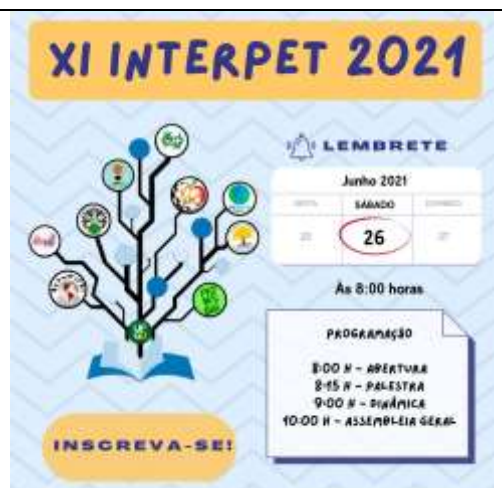 XI INTERPET 2021
LEMBRETE
Junho 2021
SÁBADO
26
Às 8:00 horas
PROGRAMAÇÃO
8:00 H - ABERTURA
8:15 H - PALESTRA
9:00 H - DINÂMICA
10:00 H - ASSEMBLEIA GERAL
INSCREVA-SE!